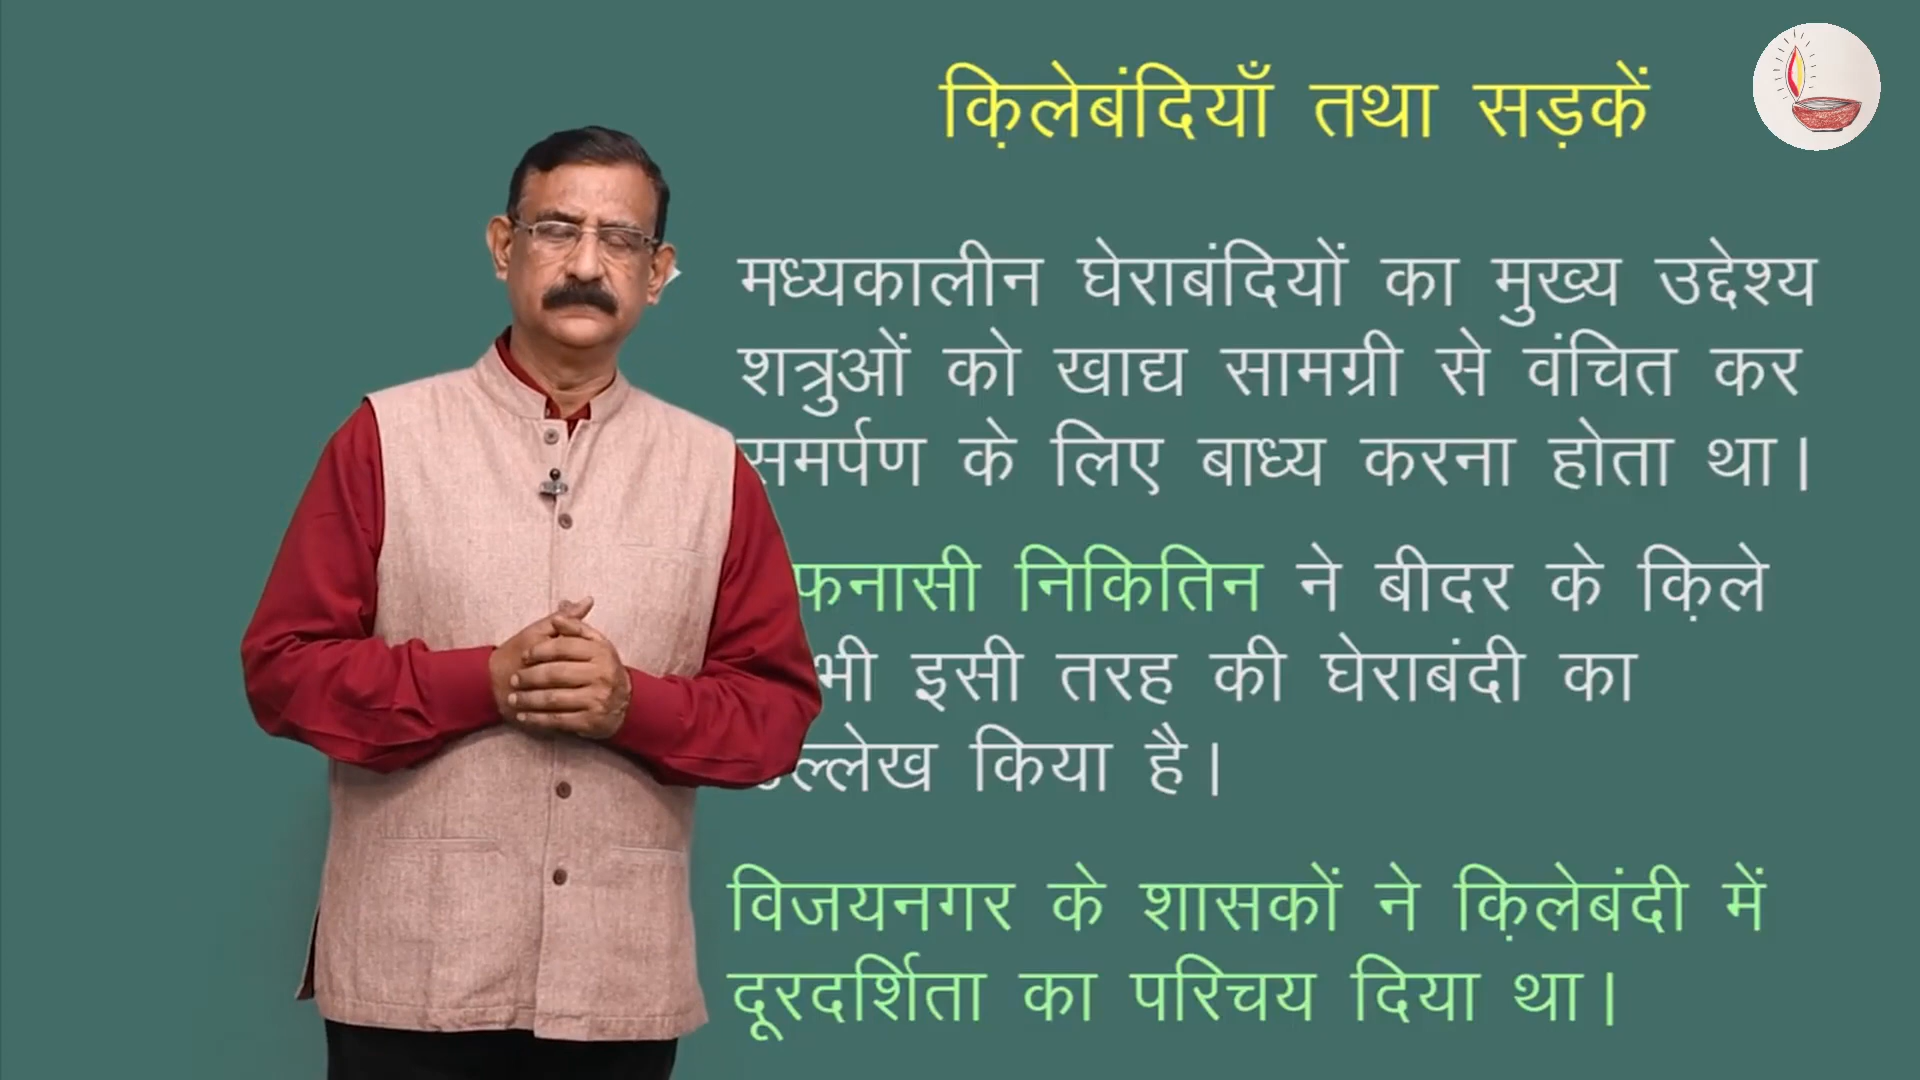 क़िलेबंदियाँ तथा सड़कें
मध्यकालीन घेराबंदियों का मुख्य उद्देश्य
शत्रुओं को खाद्य सामग्री से वंचित कर
समर्पण के लिए बाध्य करना होता था।
निकितिन ने बीदर के क़िले
भी इसी तरह की घेराबंदी का
किया है।
विजयनगर के शासकों ने क़िलेबंदी में
दूरदर्शिता का परिचय दिया था।